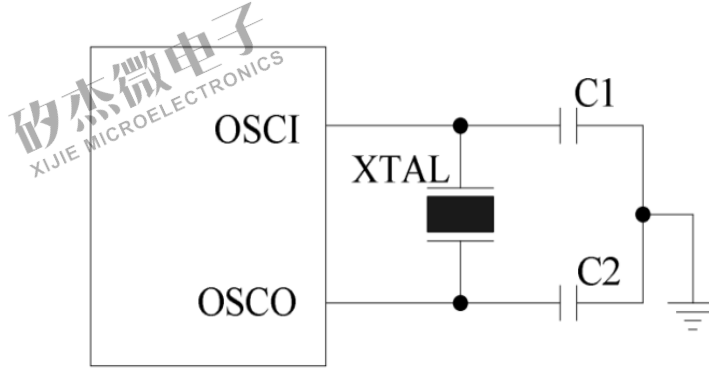 矽杰微电子
XIJIE MICROELECTRONICS
C1
OSCI
XTAL
C2
OSCO